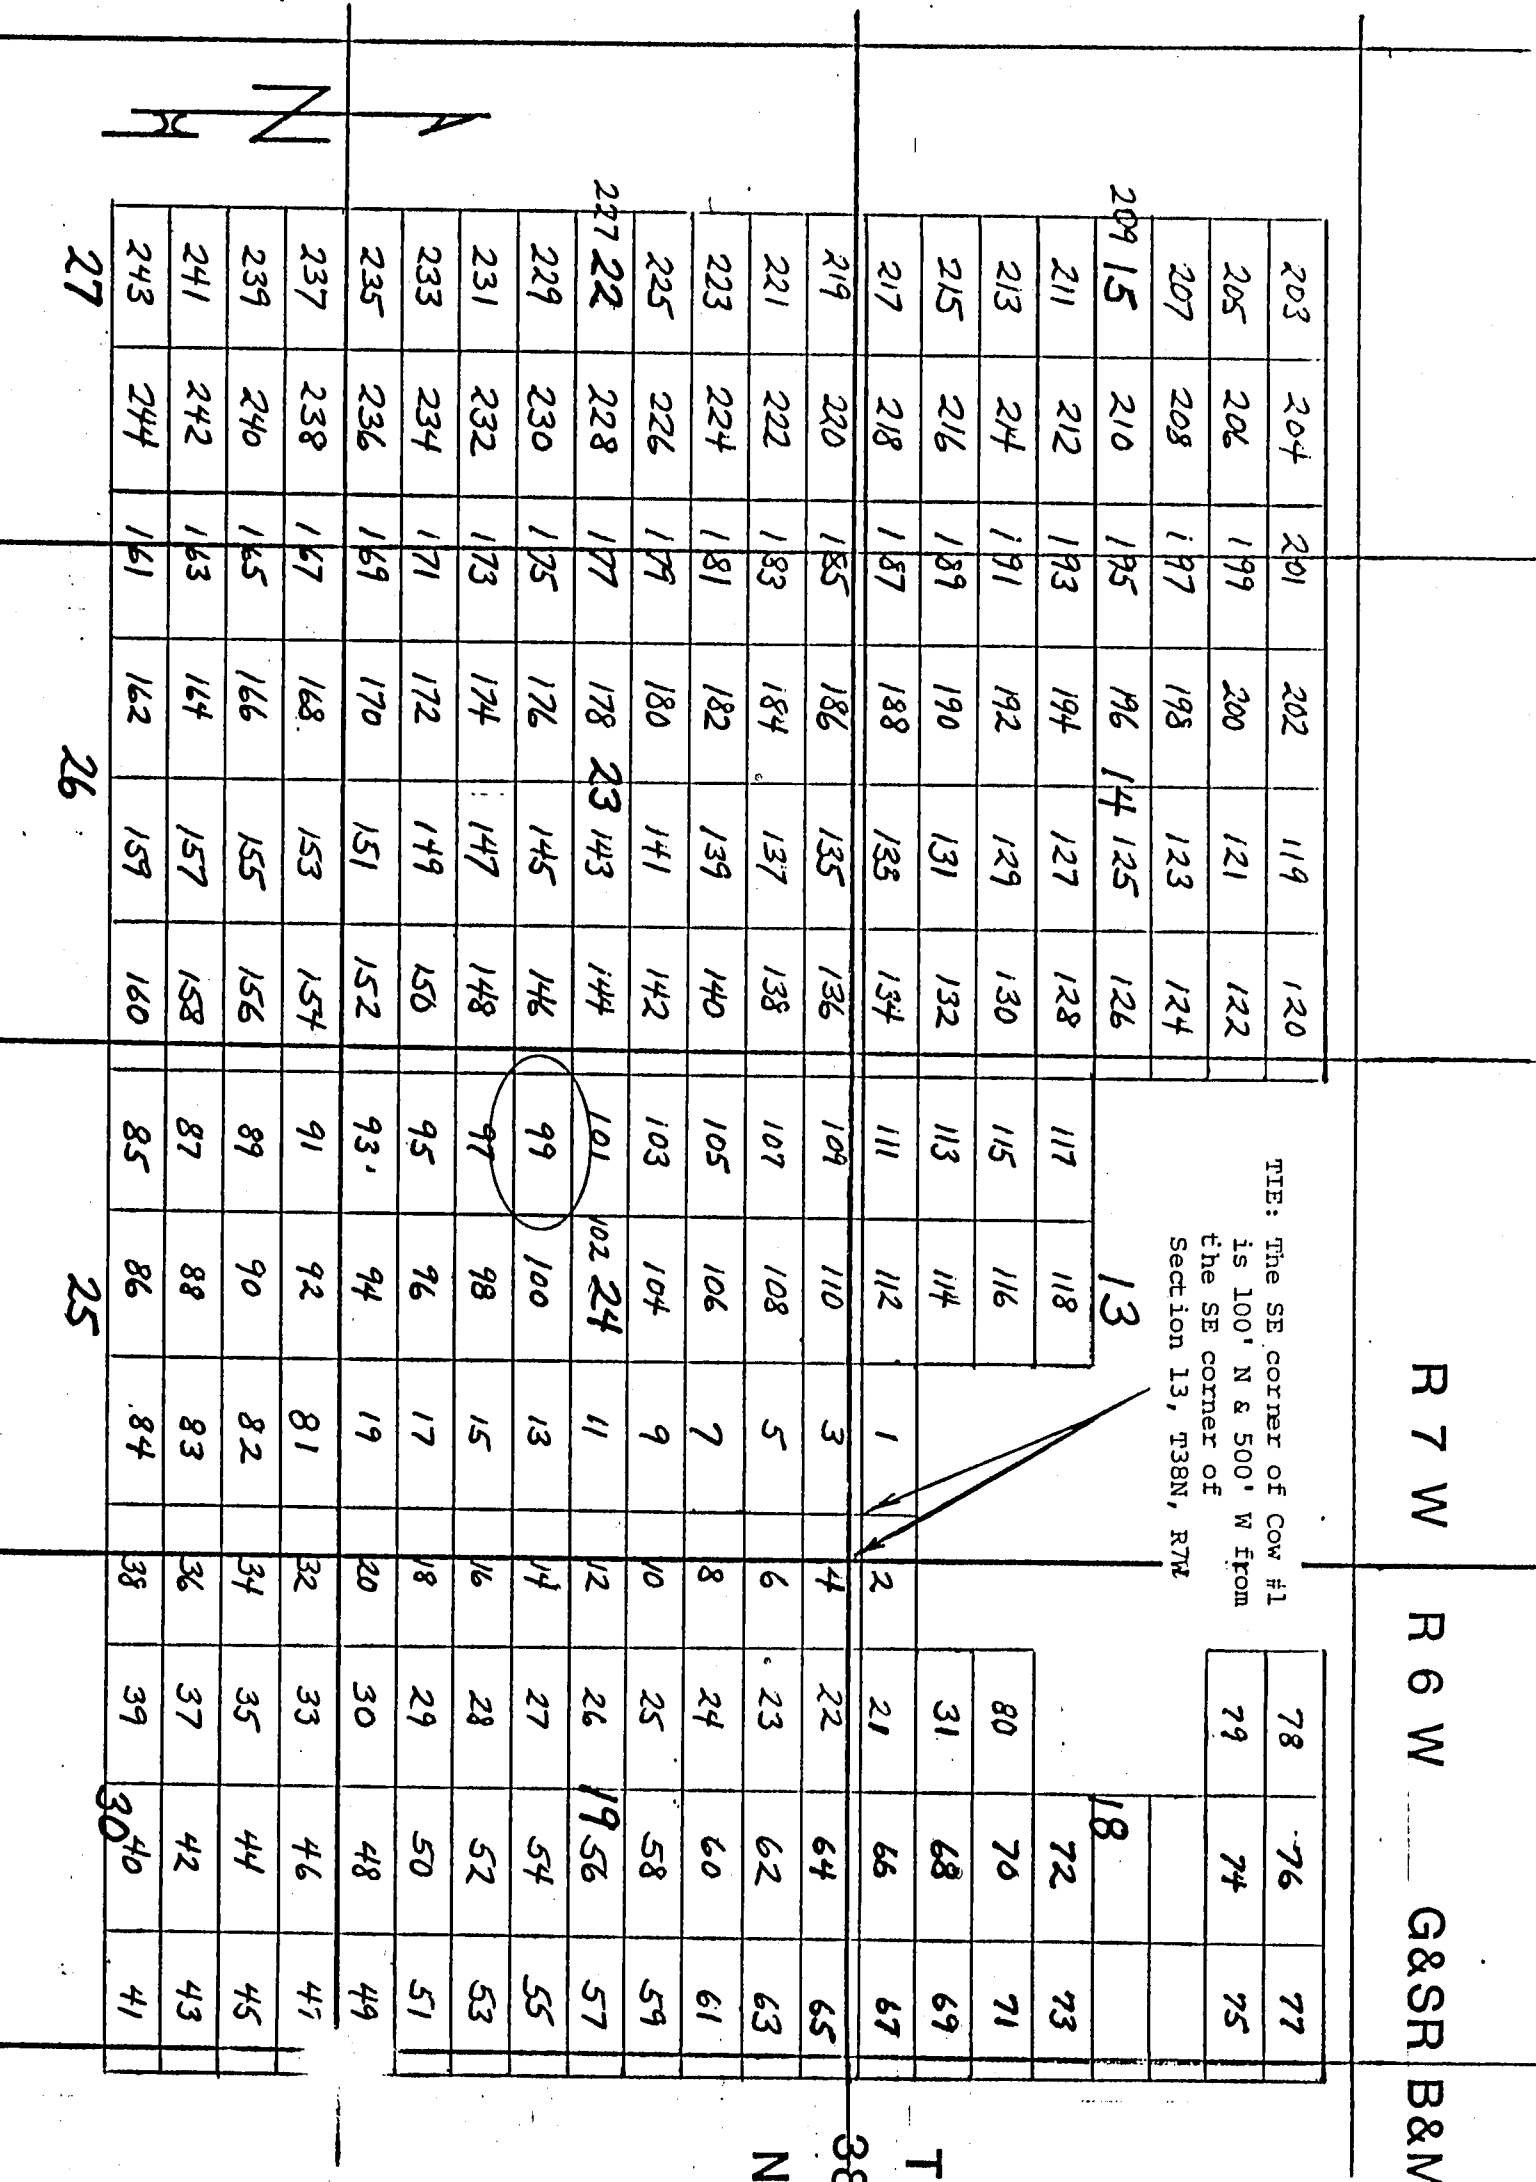 R 7 W R 6 W G&SR B&M
TIE: The SE corner of Cow #1
is 100' N & 500' W from
the SE corner of
Section 13, T38N, R7W
203 204 201 202 119 120 78 76 77
205 206 199 200 121 122 79 74 75
207 208 197 198 123 124
209 15 210 195 196 14 125 126 13 18
211 212 193 194 127 128 117 118 72 73
213 214 191 192 129 130 115 116 80 70 71
215 216 189 190 131 132 113 114 31 68 69
T
217 218 187 188 133 134 111 112 1 2 21 66 67
38
219 220 185 186 135 136 109 110 3 4 22 64 65
N
221 222 183 184 137 138 107 108 5 6 23 62 63
223 224 181 182 139 140 105 106 7 8 24 60 61
225 226 179 180 141 142 103 104 9 10 25 58 59
227 22 228 177 178 23 143 144 101 102 24 11 12 26 19 56 57
229 230 175 176 145 146 99 100 13 14 27 54 55
231 232 173 174 147 148 97 98 15 16 28 52 53
233 234 171 172 149 150 95 96 17 18 29 50 51
235 236 169 170 151 152 93 94 19 20 30 48 49
237 238 167 168 153 154 91 92 81 32 33 46 47
239 240 165 166 155 156 89 90 82 34 35 44 45
241 242 163 164 157 158 87 88 83 36 37 42 43
243 244 161 162 159 160 85 86 84 38 39 30 40 41
27 26 25
N